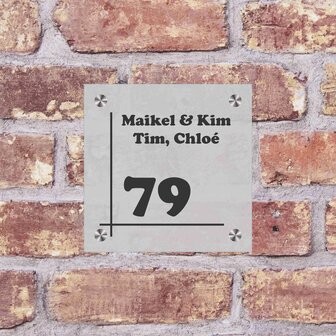 Maikel & Kim
Tim, Chloé
79